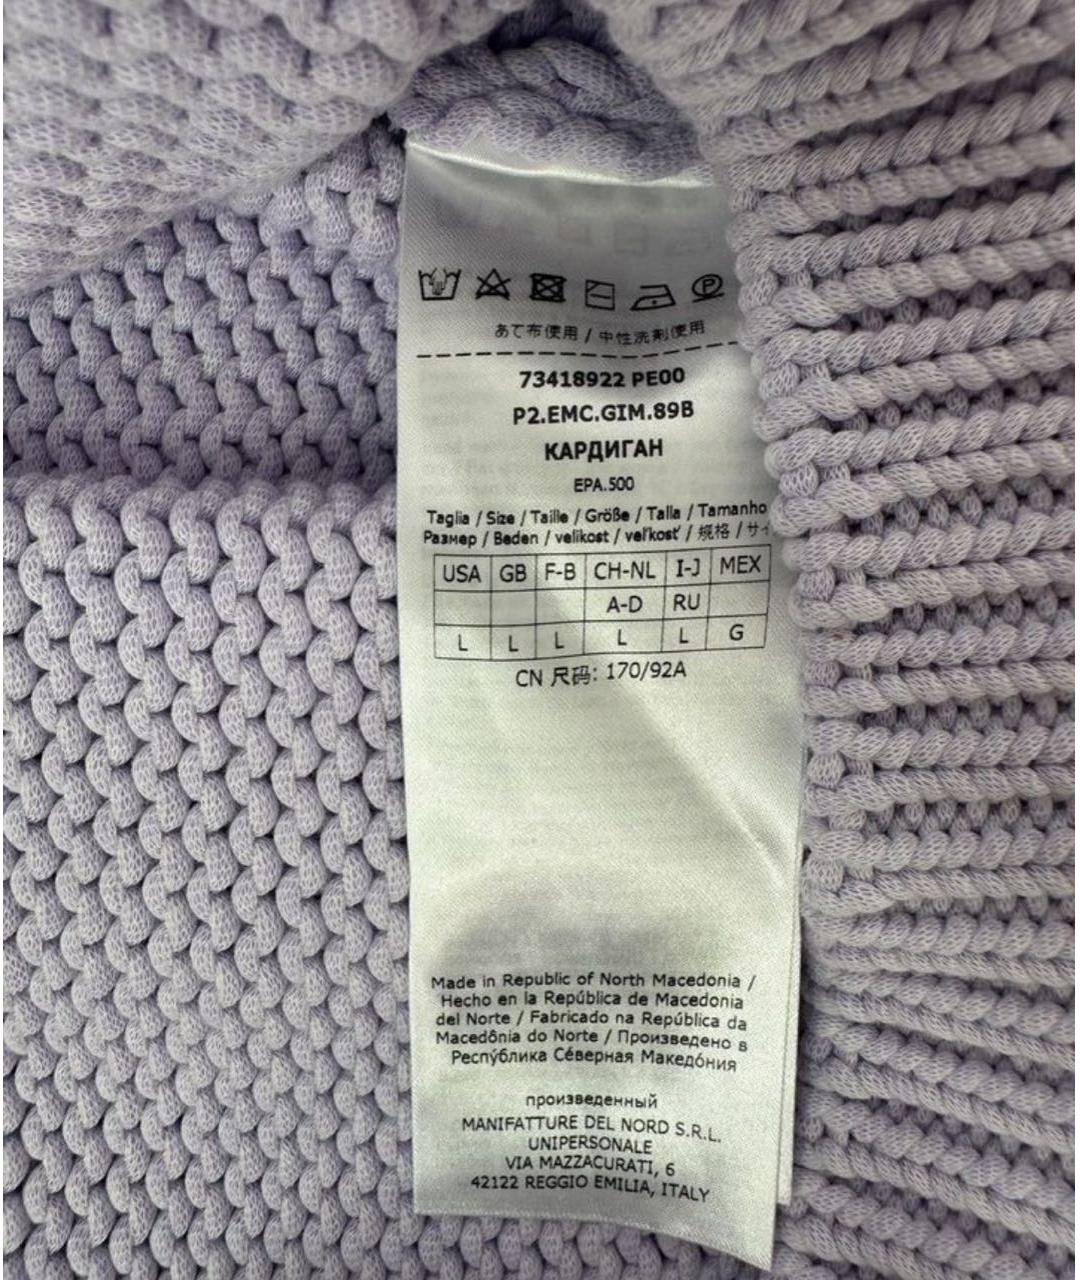 あて布使用 / 中性洗剤使用
73418922 PE00
P2.EMC.GIM.89B
КАРДИГАН
EPA.500
Taglia / Size / Taille / Größe / Talla / Tamanho
Размер / Beden / velikost / veľkosť / 规格 / サイ
USA GB F-B CH-NL I-J MEX
A-D RU
L L L L L G
CN 尺码: 170/92A
Made in Republic of North Macedonia /
Hecho en la República de Macedonia
del Norte / Fabricado na República da
Macedônia do Norte / Произведено в
Респу́блика Се́верная Македо́ния
произведенный
MANIFATTURE DEL NORD S.R.L.
UNIPERSONALE
VIA MAZZACURATI, 6
42122 REGGIO EMILIA, ITALY